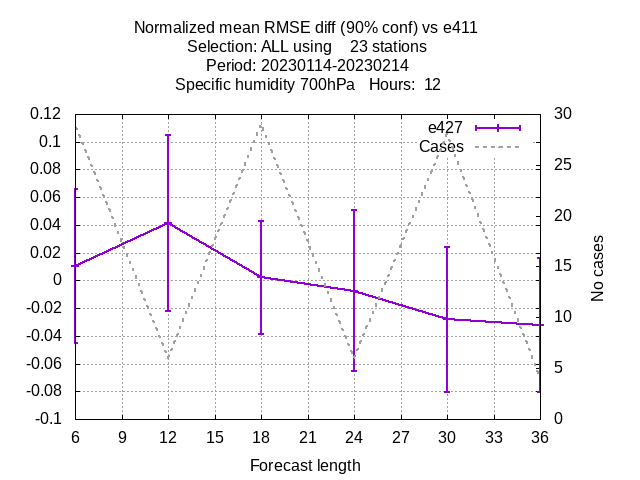 Normalized mean RMSE diff (90% conf) vs e411
Selection: ALL using    23 stations
Period: 20230114-20230214
Specific humidity 700hPa   Hours:  12
e427
Cases
0.12
0.1
0.08
0.06
0.04
0.02
0
-0.02
-0.04
-0.06
-0.08
-0.1
30
25
20
15
10
5
0
No cases
6 9 12 15 18 21 24 27 30 33 36
Forecast length